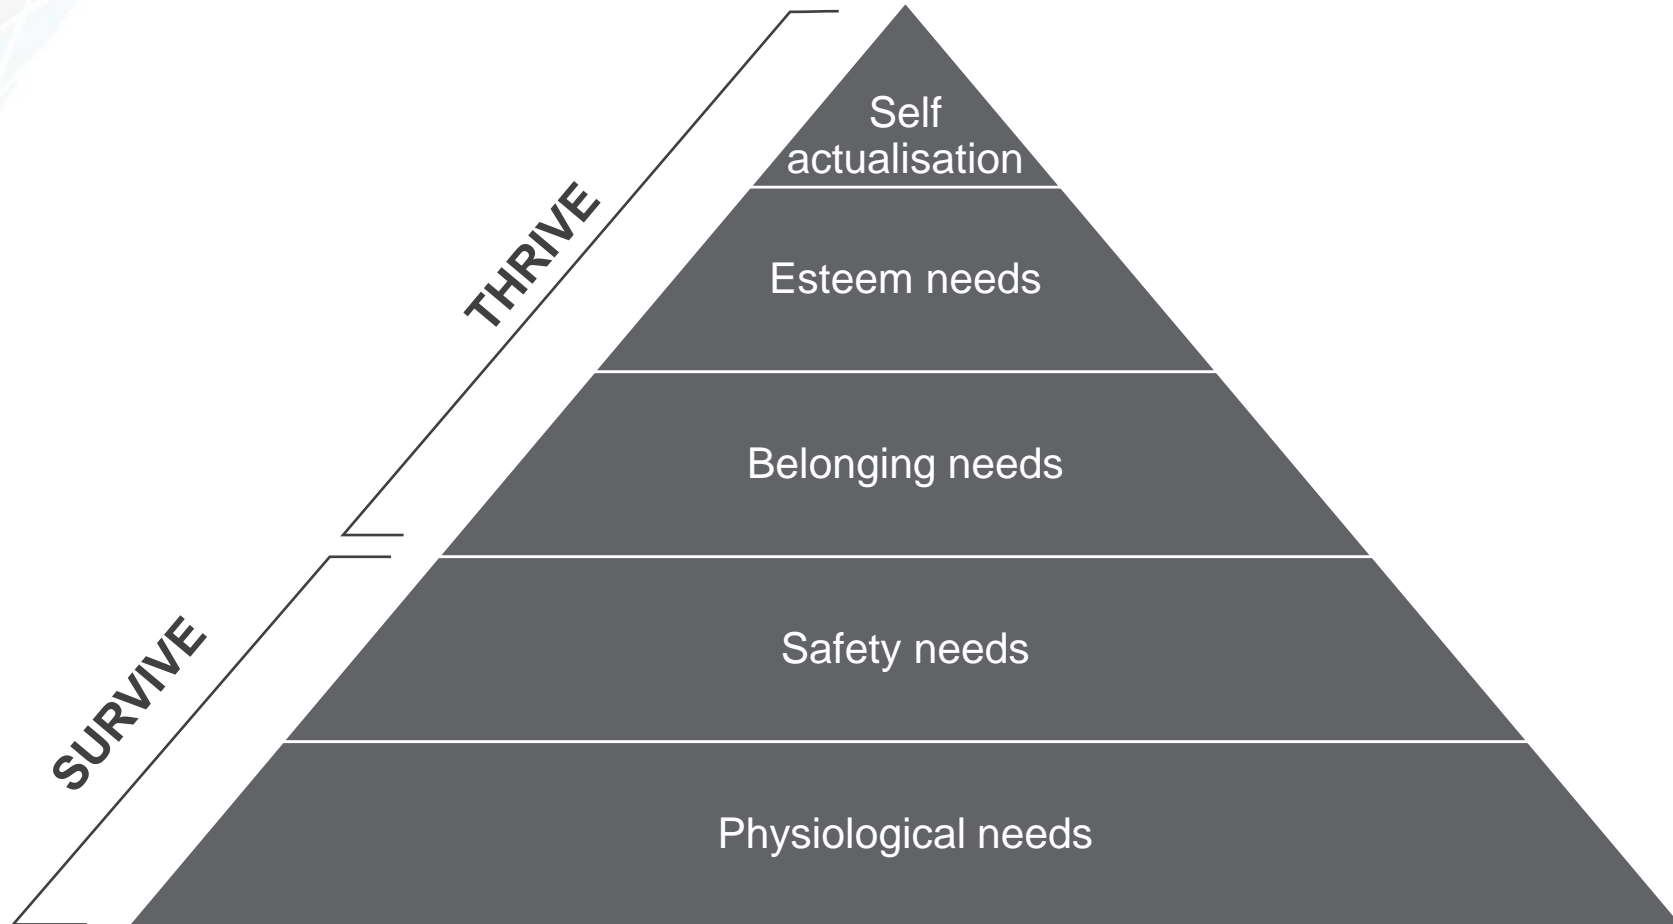 Self
actualisation
THRIVE
Esteem needs
Belonging needs
SURVIVE
Safety needs
Physiological needs